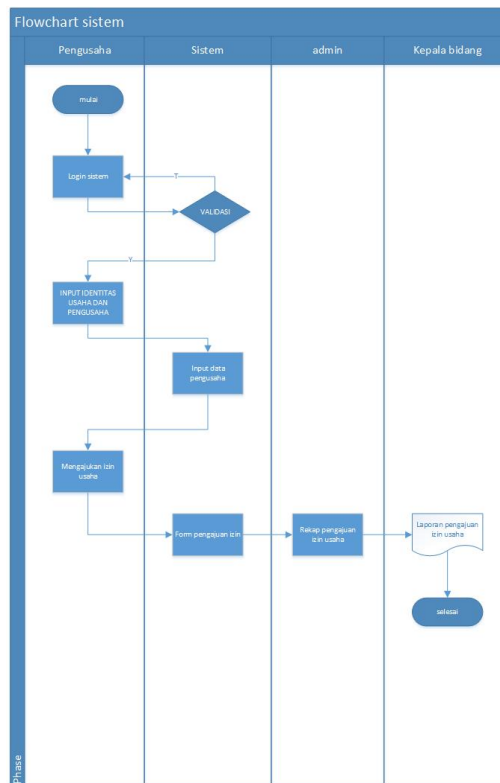 Flowchart sistem
Pengusaha
Sistem
admin
Kepala bidang
mulai
Login sistem
T
VALIDASI
Y
INPUT IDENTITAS
USAHA DAN
PENGUSAHA
Input data
pengusaha
Mengajukan izin
usaha
Form pengajuan izin
Rekap pengajuan
izin usaha
Laporan pengajuan
izin usaha
selesai
Phase